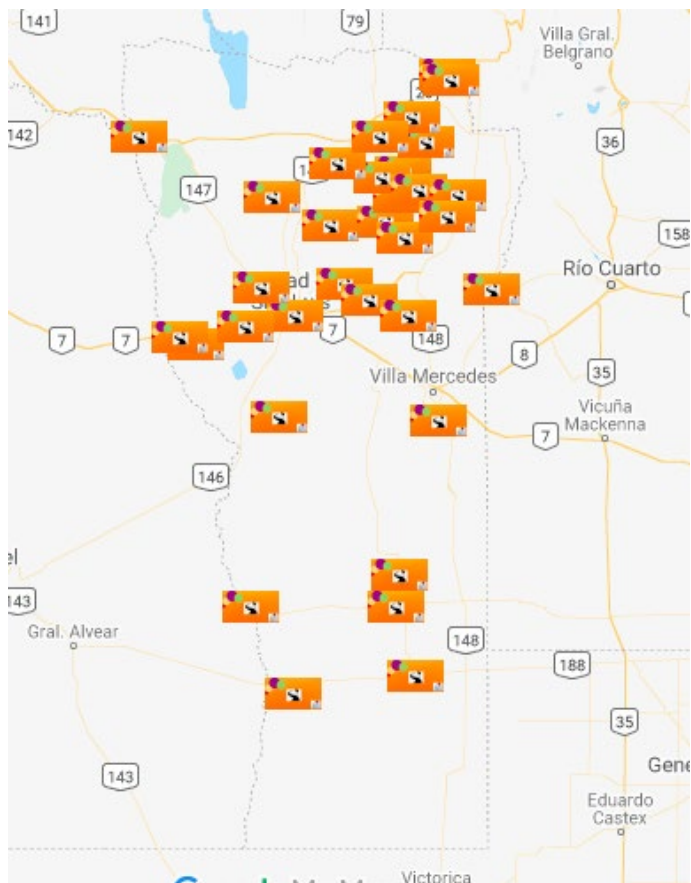 141
79
Villa Gral.
Belgrano
142
36
147
158
Río Cuarto
7
7
7
148
8
35
Villa Mercedes
Vicuña
Mackenna
7
146
143
Gral. Alvear
148
188
35
143
Eduardo
Castex
Victorica